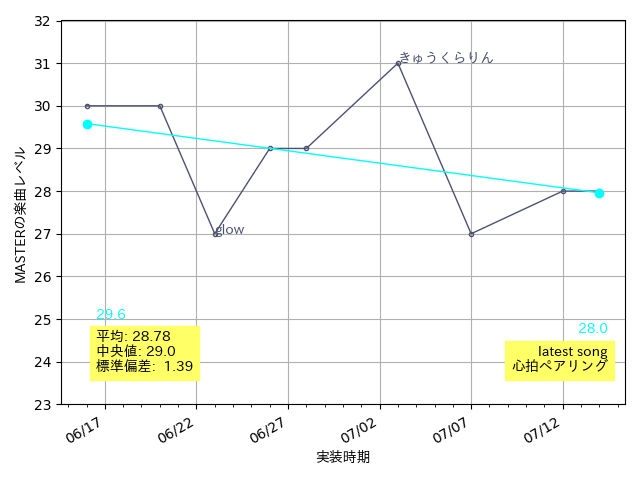 32
31
30
29
28
27
26
25
24
23
MASTERの楽曲レベル
きゅうくらりん
glow
29.6
平均: 28.78
中央値: 29.0
標準偏差: 1.39
28.0
latest song
心拍ペアリング
06/17
06/22
06/27
07/02
07/07
07/12
実装時期